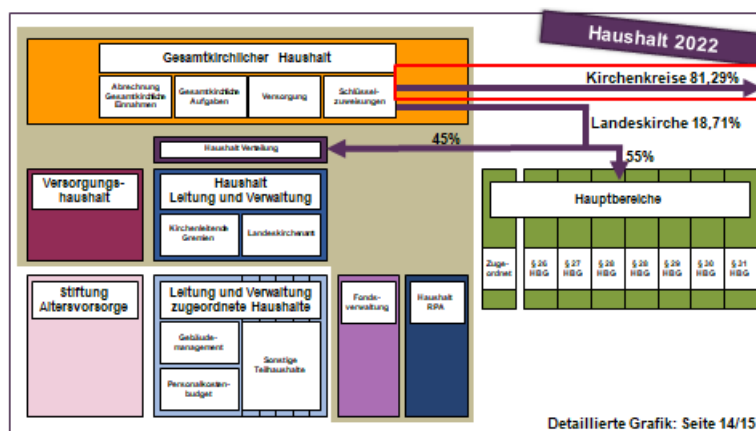 Haushalt 2022
Gesamtkirchlicher Haushalt
Abrechnung
Gesamtkirchliche
Einnahmen
Gesamtkirchliche
Aufgaben
Versorgung
Schlüssel-
zuweisungen
Kirchenkreise 81,29%
Landeskirche 18,71%
45%
55%
Haushalt Verteilung
Versorgungs-
haushalt
Haushalt
Leitung und Verwaltung
Kirchenleitende
Gremien
Landeskirchenamt
Hauptbereiche
Zuge-
ordnet
§ 26
HBG
§ 27
HBG
§ 28
HBG
§ 28
HBG
§ 29
HBG
§ 30
HBG
§ 31
HBG
Stiftung
Altersvorsorge
Leitung und Verwaltung
zugeordnete Haushalte
Gebäude-
management
Personalkosten-
budget
Sonstige
Teilhaushalte
Fonds-
verwaltung
Haushalt
RPA
Detaillierte Grafik: Seite 14/15